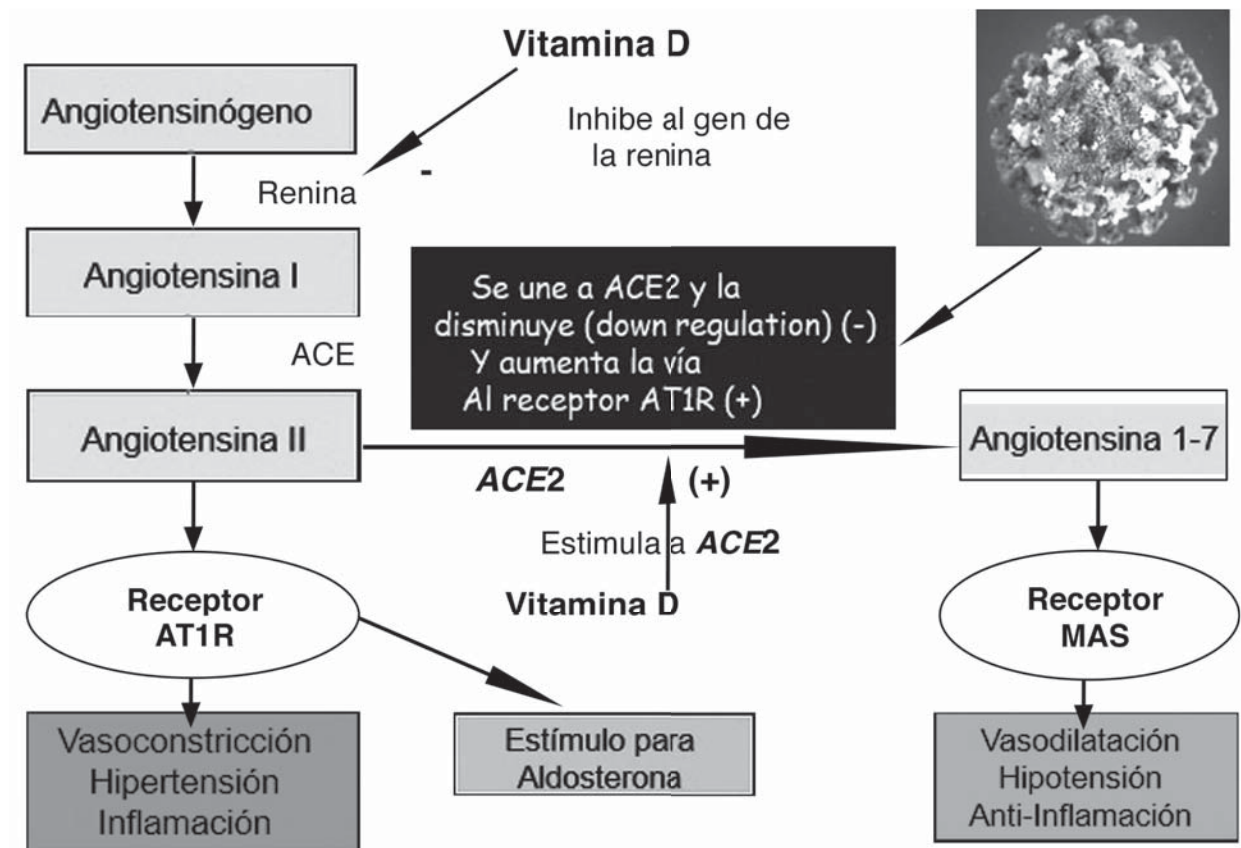 Vitamina D
Angiotensinógeno
Inhibe al gen de
la renina
-
Renina
Angiotensina I
Se une a ACE2 y la
disminuye (down regulation) (-)
Y aumenta la vía
Al receptor AT1R (+)
ACE
Angiotensina II
Angiotensina 1-7
ACE2
(+)
Estimula a ACE2
Vitamina D
Receptor
AT1R
Receptor
MAS
Vasoconstricción
Hipertensión
Inflamación
Estímulo para
Aldosterona
Vasodilatación
Hipotensión
Anti-Inflamación